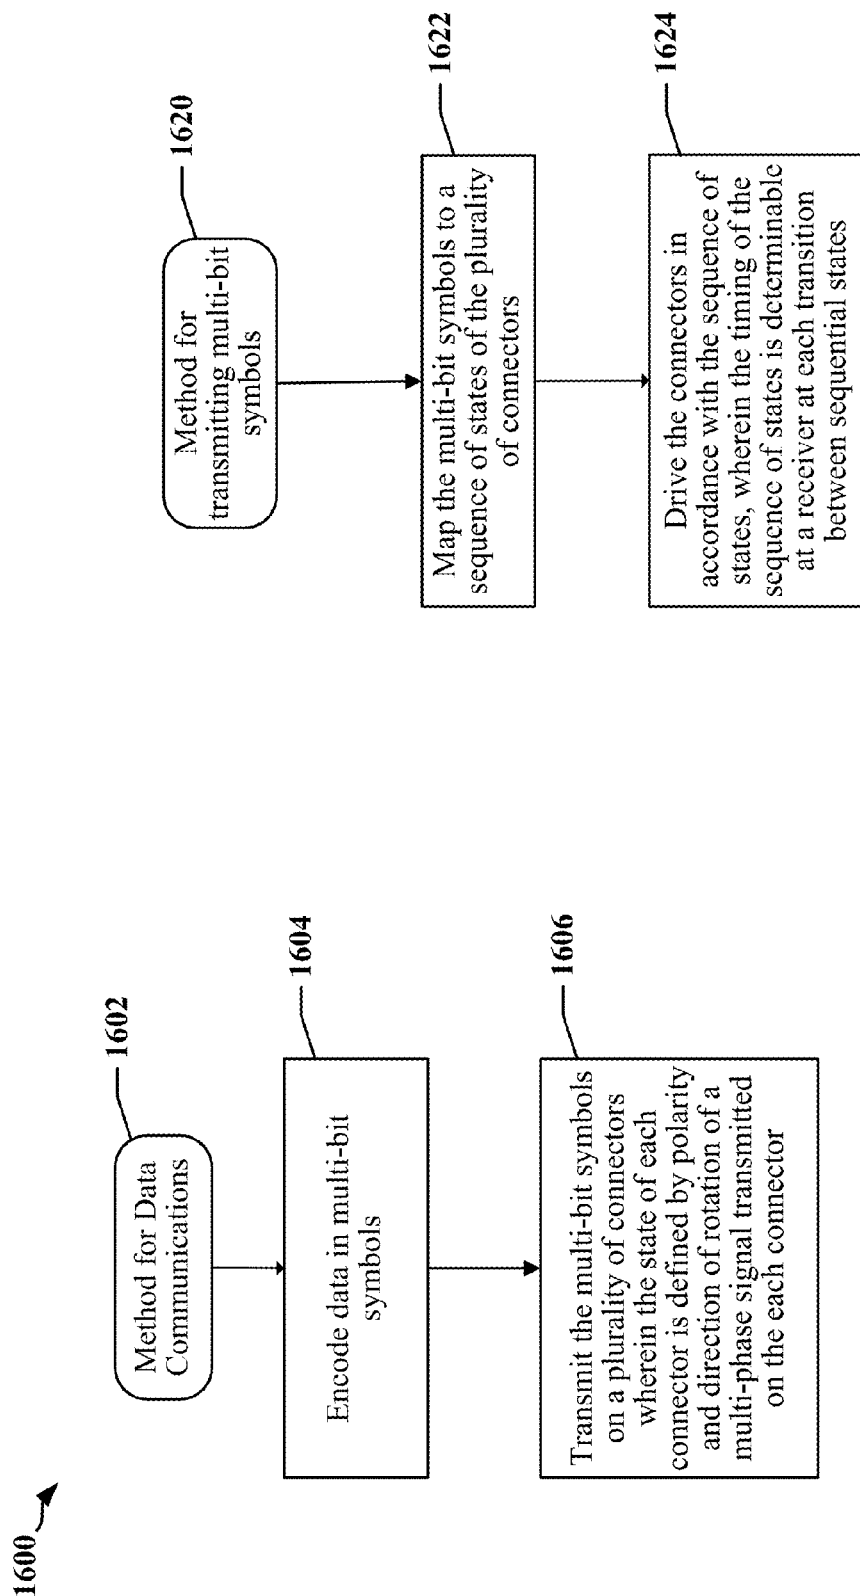 1600
1602
Method for Data
Communications
1604
Encode data in multi-bit
symbols
1606
Transmit the multi-bit symbols
on a plurality of connectors
wherein the state of each
connector is defined by polarity
and direction of rotation of a
multi-phase signal transmitted
on the each connector
1620
Method for
transmitting multi-bit
symbols
1622
Map the multi-bit symbols to a
sequence of states of the plurality
of connectors
1624
Drive the connectors in
accordance with the sequence of
states, wherein the timing of the
sequence of states is determinable
at a receiver at each transition
between sequential states